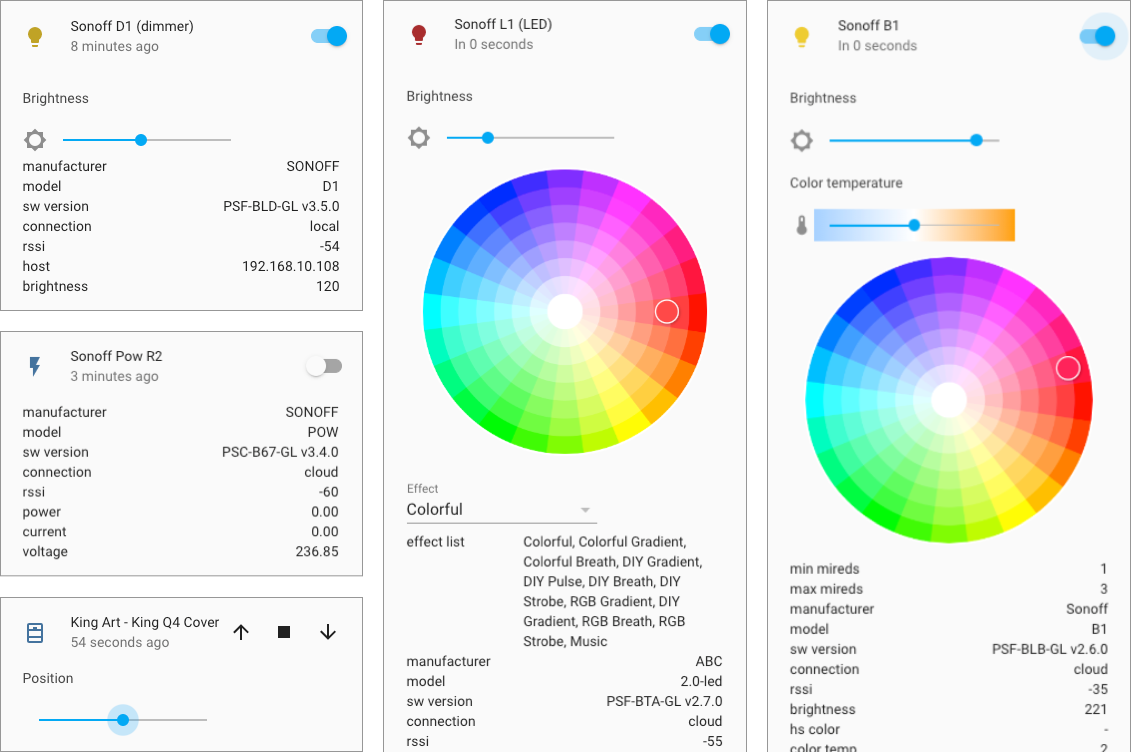 Sonoff D1 (dimmer)
8 minutes ago
Brightness
manufacturer SONOFF
model D1
sw version PSF-BLD-GL v3.5.0
connection local
rssi -54
host 192.168.10.108
brightness 120
Sonoff Pow R2
3 minutes ago
manufacturer SONOFF
model POW
sw version PSC-B67-GL v3.4.0
connection cloud
rssi -60
power 0.00
current 0.00
voltage 236.85
King Art - King Q4 Cover
54 seconds ago
Position
Sonoff L1 (LED)
In 0 seconds
Brightness
Effect
Colorful
effect list Colorful, Colorful Gradient,
Colorful Breath, DIY Gradient,
DIY Pulse, DIY Breath, DIY
Strobe, RGB Gradient, DIY
Gradient, RGB Breath, RGB
Strobe, Music
manufacturer ABC
model 2.0-led
sw version PSF-BTA-GL v2.7.0
connection cloud
rssi -55
Sonoff B1
In 0 seconds
Brightness
Color temperature
min mireds 1
max mireds 3
manufacturer Sonoff
model B1
sw version PSF-BLB-GL v2.6.0
connection cloud
rssi -35
brightness 221
hs color -
color temp 2